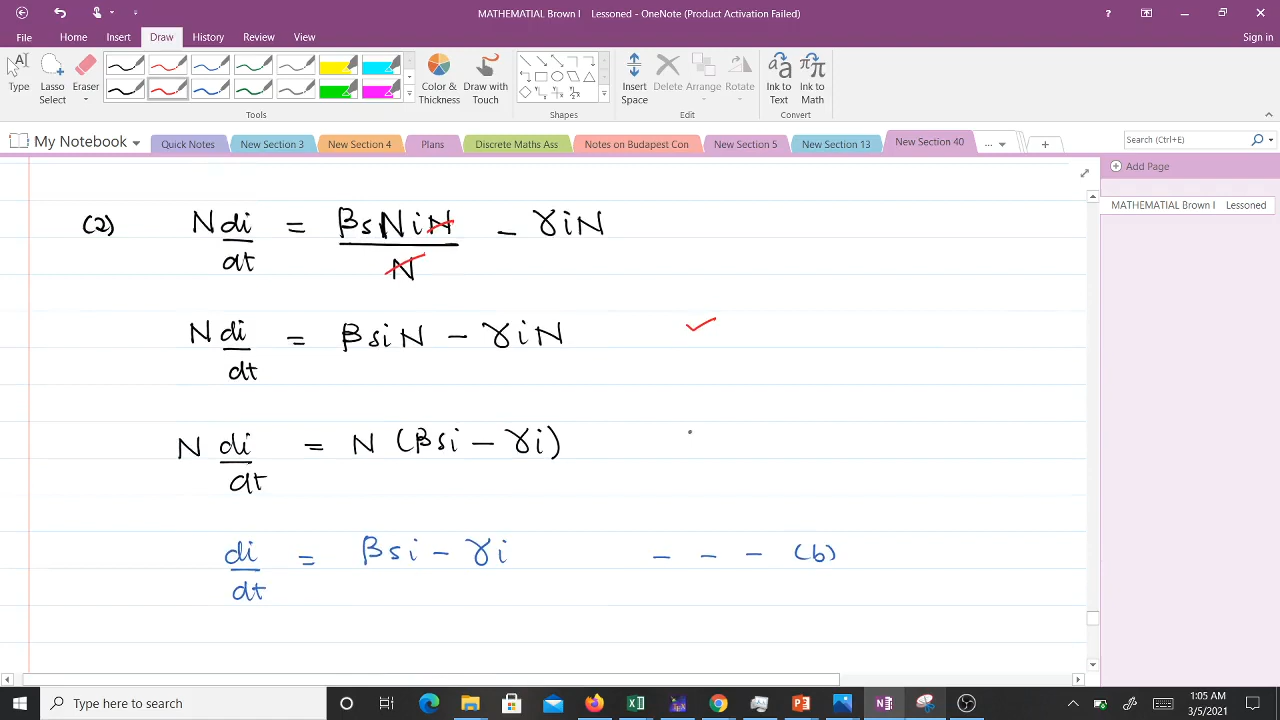 MATHEMATIAL Brown I    Lessoned - OneNote (Product Activation Failed)
File Home Insert Draw History Review View Sign in
Type Lasso Select Eraser Color & Thickness Draw with Touch Insert Space Delete Arrange Rotate Ink to Text Ink to Math
Tools Shapes Edit Convert
My Notebook Quick Notes New Section 3 New Section 4 Plans Discrete Maths Ass Notes on Budapest Con New Section 5 New Section 13 New Section 40 ... Search (Ctrl+E)
Add Page
MATHEMATIAL Brown I    Lessoned
(2) N di/dt = βsNiN/N - γiN
N di/dt = βsiN - γiN
N di/dt = N (βsi - γi)
di/dt = βsi - γi - - - (b)
Type here to search
1:05 AM
3/5/2021